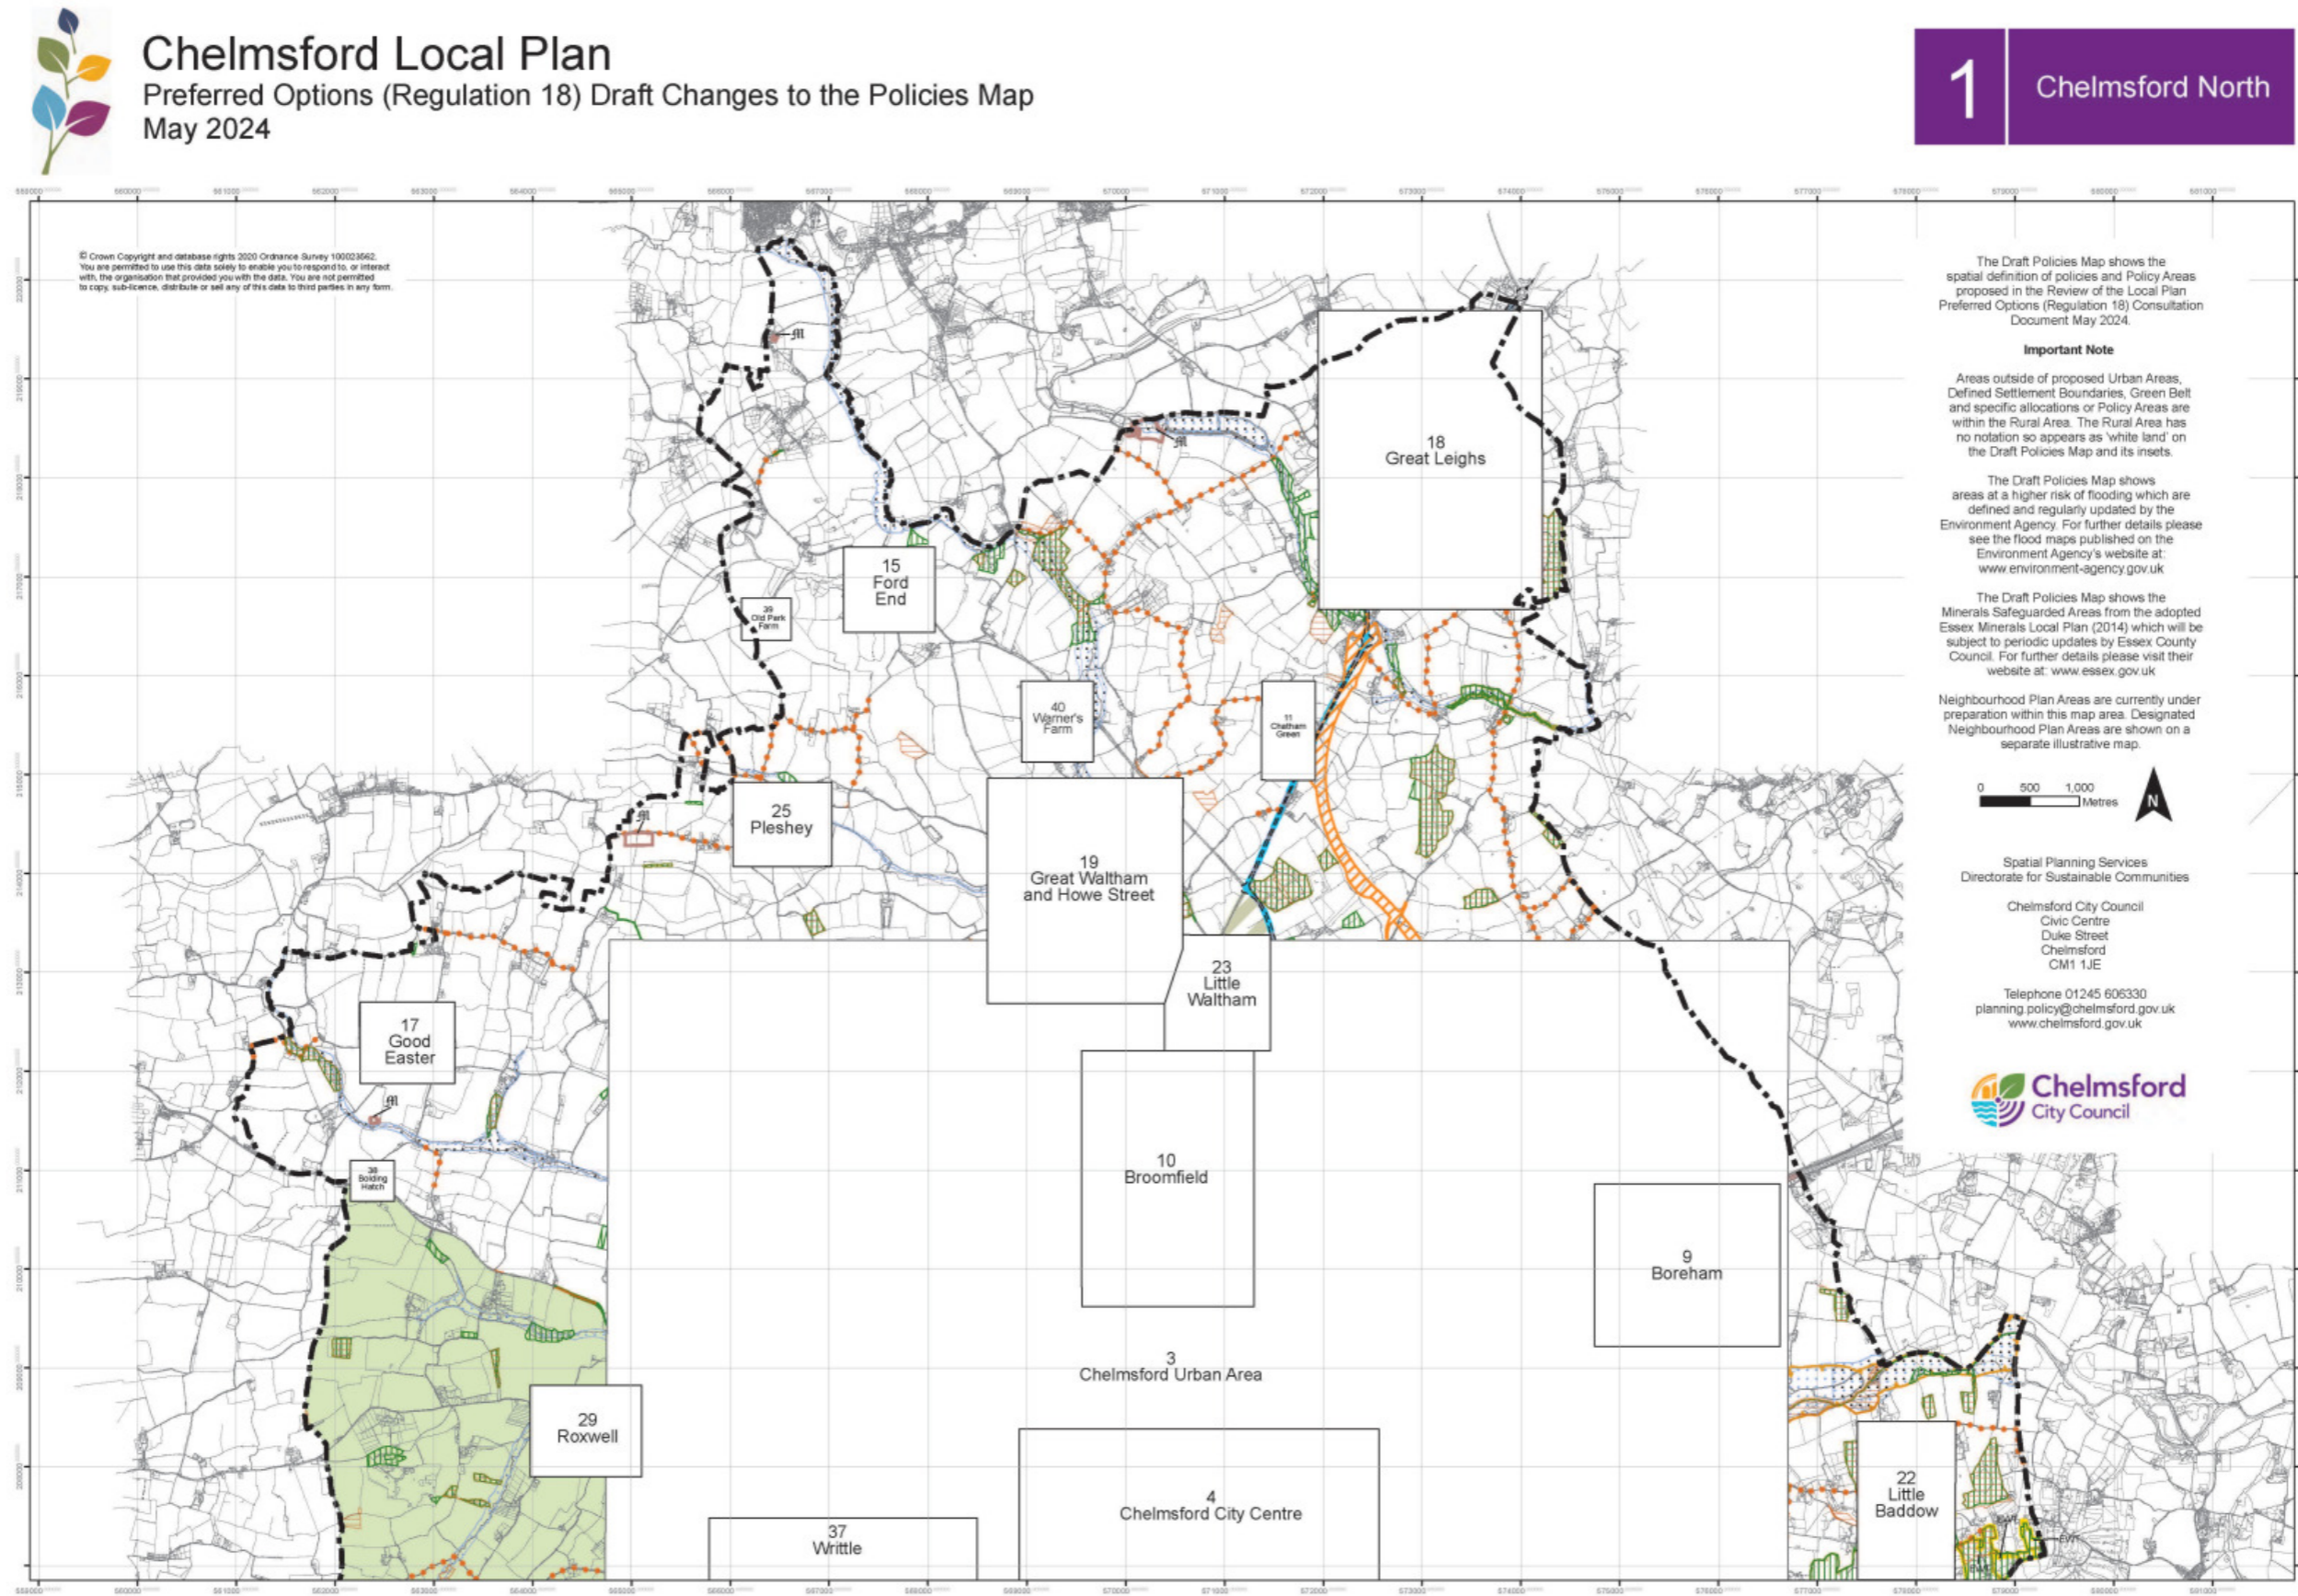 Chelmsford Local Plan
Preferred Options (Regulation 18) Draft Changes to the Policies Map
May 2024
1
Chelmsford North
© Crown Copyright and database rights 2020 Ordnance Survey 100023562.
You are permitted to use this data solely to enable you to respond to, or interact
with, the organisation that provided you with the data. You are not permitted
to copy, sub-licence, distribute or sell any of this data to third parties in any form.
The Draft Policies Map shows the
spatial definition of policies and Policy Areas
proposed in the Review of the Local Plan
Preferred Options (Regulation 18) Consultation
Document May 2024.
Important Note
Areas outside of proposed Urban Areas,
Defined Settlement Boundaries, Green Belt
and specific allocations or Policy Areas are
within the Rural Area. The Rural Area has
no notation so appears as 'white land' on
the Draft Policies Map and its insets.
The Draft Policies Map shows
areas at a higher risk of flooding which are
defined and regularly updated by the
Environment Agency. For further details please
see the flood maps published on the
Environment Agency's website at:
www.environment-agency.gov.uk
The Draft Policies Map shows the
Minerals Safeguarded Areas from the adopted
Essex Minerals Local Plan (2014) which will be
subject to periodic updates by Essex County
Council. For further details please visit their
website at: www.essex.gov.uk
Neighbourhood Plan Areas are currently under
preparation within this map area. Designated
Neighbourhood Plan Areas are shown on a
separate illustrative map.
0 500 1,000
Metres
N
Spatial Planning Services
Directorate for Sustainable Communities
Chelmsford City Council
Civic Centre
Duke Street
Chelmsford
CM1 1JE
Telephone 01245 606330
planning.policy@chelmsford.gov.uk
www.chelmsford.gov.uk
Chelmsford
City Council
18
Great Leighs
15
Ford
End
39
Old Park
Farm
40
Warner's
Farm
11
Chatham
Green
25
Pleshey
19
Great Waltham
and Howe Street
23
Little
Waltham
17
Good
Easter
38
Boiding
Hatch
10
Broomfield
9
Boreham
3
Chelmsford Urban Area
29
Roxwell
4
Chelmsford City Centre
37
Writtle
22
Little
Baddow
M
M
M
M